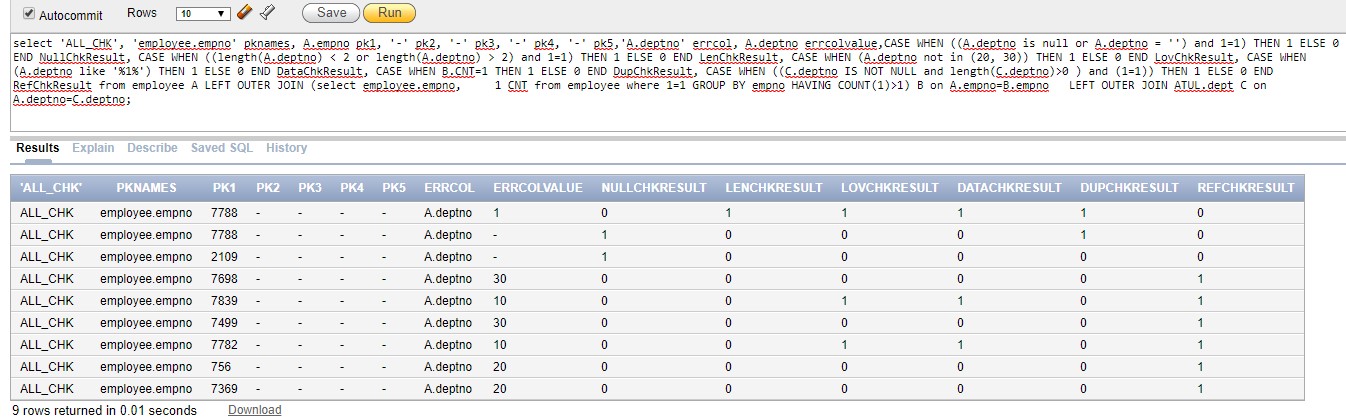 Autocommit Rows 10 Save Run
select 'ALL_CHK', 'employee.empno' pknames, A.empno pk1, '-' pk2, '-' pk3, '-' pk4, '-' pk5,'A.deptno' errcol, A.deptno errcolvalue,CASE WHEN ((A.deptno is null or A.deptno = '') and 1=1) THEN 1 ELSE 0
END NullChkResult, CASE WHEN ((length(A.deptno) < 2 or length(A.deptno) > 2) and 1=1) THEN 1 ELSE 0 END LenChkResult, CASE WHEN (A.deptno not in (20, 30)) THEN 1 ELSE 0 END LovChkResult, CASE WHEN
(A.deptno like '%1%') THEN 1 ELSE 0 END DataChkResult, CASE WHEN B.CNT=1 THEN 1 ELSE 0 END DupChkResult, CASE WHEN ((C.deptno IS NOT NULL and length(C.deptno)>0 ) and (1=1)) THEN 1 ELSE 0 END
RefChkResult from employee A LEFT OUTER JOIN (select employee.empno, 1 CNT from employee where 1=1 GROUP BY empno HAVING COUNT(1)>1) B on A.empno=B.empno LEFT OUTER JOIN ATUL.dept C on
A.deptno=C.deptno;
Results Explain Describe Saved SQL History
'ALL_CHK' PKNAMES PK1 PK2 PK3 PK4 PK5 ERRCOL ERRCOLVALUE NULLCHKRESULT LENCHKRESULT LOVCHKRESULT DATACHKRESULT DUPCHKRESULT REFCHKRESULT
ALL_CHK employee.empno 7788 - - - - A.deptno 1 0 1 1 1 1 0
ALL_CHK employee.empno 7788 - - - - A.deptno - 1 0 0 0 1 0
ALL_CHK employee.empno 2109 - - - - A.deptno - 1 0 0 0 0 0
ALL_CHK employee.empno 7698 - - - - A.deptno 30 0 0 0 0 0 1
ALL_CHK employee.empno 7839 - - - - A.deptno 10 0 0 1 1 0 1
ALL_CHK employee.empno 7499 - - - - A.deptno 30 0 0 0 0 0 1
ALL_CHK employee.empno 7782 - - - - A.deptno 10 0 0 1 1 0 1
ALL_CHK employee.empno 756 - - - - A.deptno 20 0 0 0 0 0 1
ALL_CHK employee.empno 7369 - - - - A.deptno 20 0 0 0 0 0 1
9 rows returned in 0.01 seconds Download